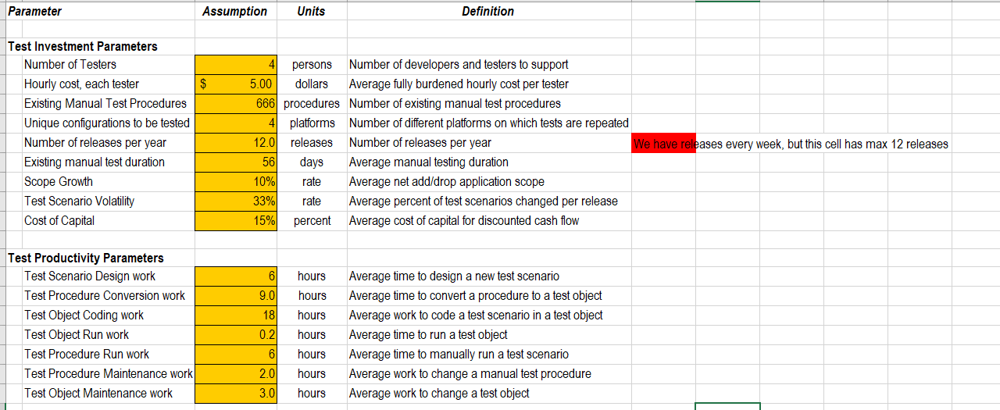 Parameter Assumption Units Definition
Test Investment Parameters
Number of Testers 4 persons Number of developers and testers to support
Hourly cost, each tester $ 5.00 dollars Average fully burdened hourly cost per tester
Existing Manual Test Procedures 666 procedures Number of existing manual test procedures
Unique configurations to be tested 4 platforms Number of different platforms on which tests are repeated
Number of releases per year 12.0 releases Number of releases per year We have releases every week, but this cell has max 12 releases
Existing manual test duration 56 days Average manual testing duration
Scope Growth 10% rate Average net add/drop application scope
Test Scenario Volatility 33% rate Average percent of test scenarios changed per release
Cost of Capital 15% percent Average cost of capital for discounted cash flow
Test Productivity Parameters
Test Scenario Design work 6 hours Average time to design a new test scenario
Test Procedure Conversion work 9.0 hours Average time to convert a procedure to a test object
Test Object Coding work 18 hours Average work to code a test scenario in a test object
Test Object Run work 0.2 hours Average time to run a test object
Test Procedure Run work 6 hours Average time to manually run a test scenario
Test Procedure Maintenance work 2.0 hours Average work to change a manual test procedure
Test Object Maintenance work 3.0 hours Average work to change a test object